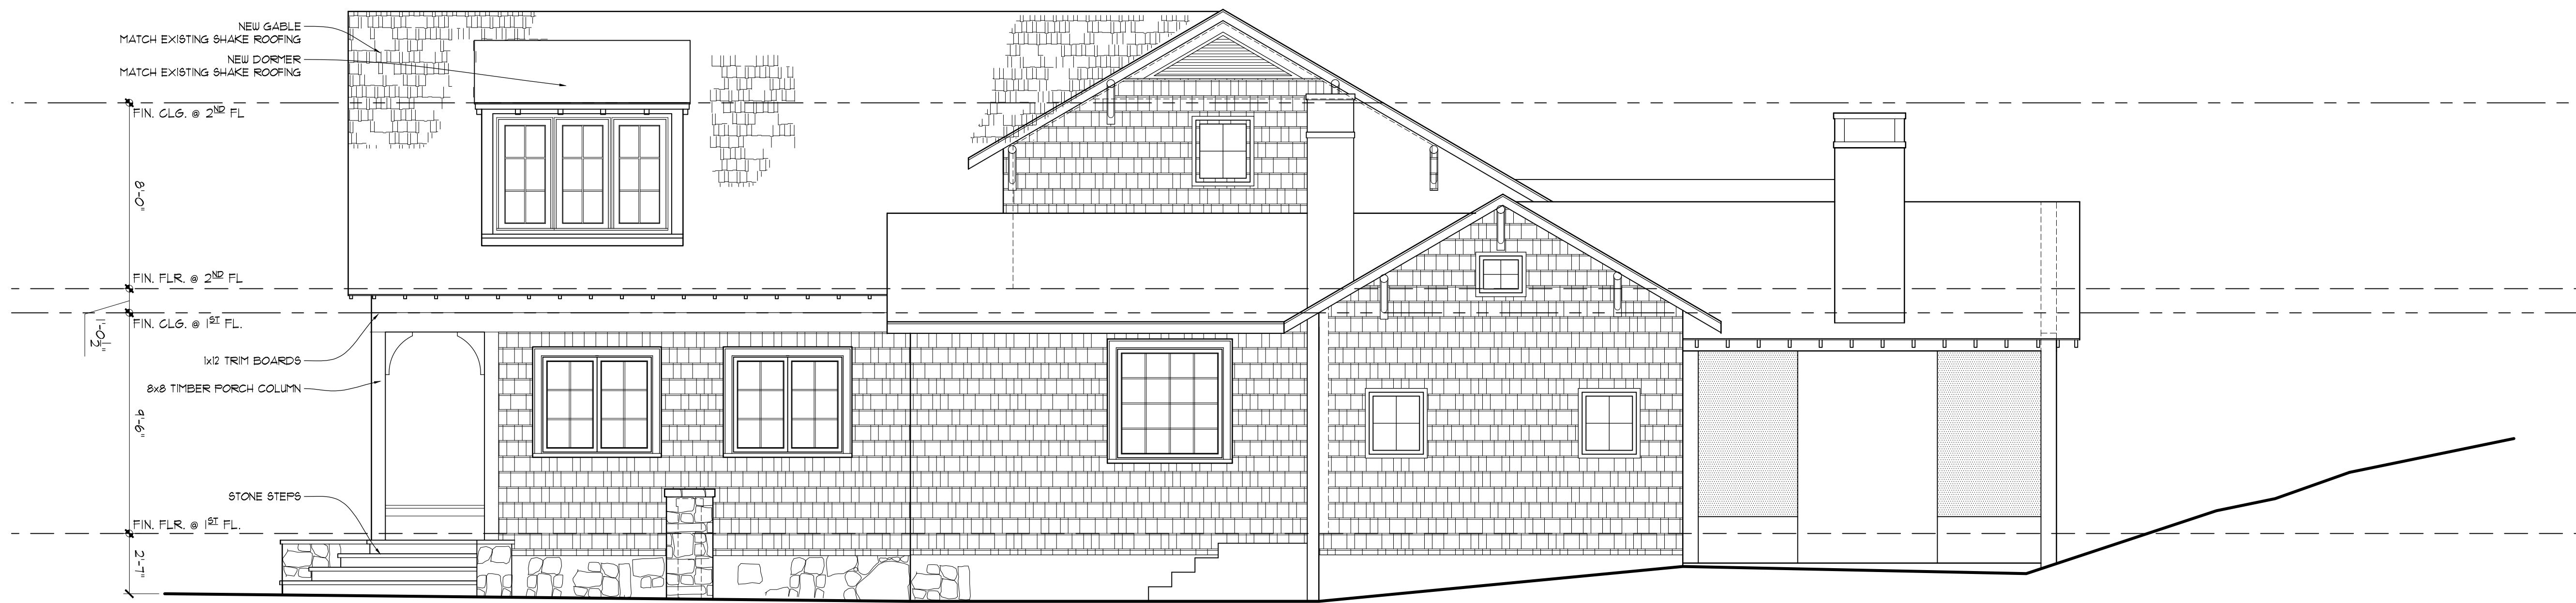 NEW GABLE
MATCH EXISTING SHAKE ROOFING
NEW DORMER
MATCH EXISTING SHAKE ROOFING
FIN. CLG. @ 2ND FL
8'-0"
FIN. FLR. @ 2ND FL
FIN. CLG. @ 1ST FL.
1'-0½"
1x12 TRIM BOARDS
8x8 TIMBER PORCH COLUMN
9'-6"
STONE STEPS
FIN. FLR. @ 1ST FL.
2'-7"